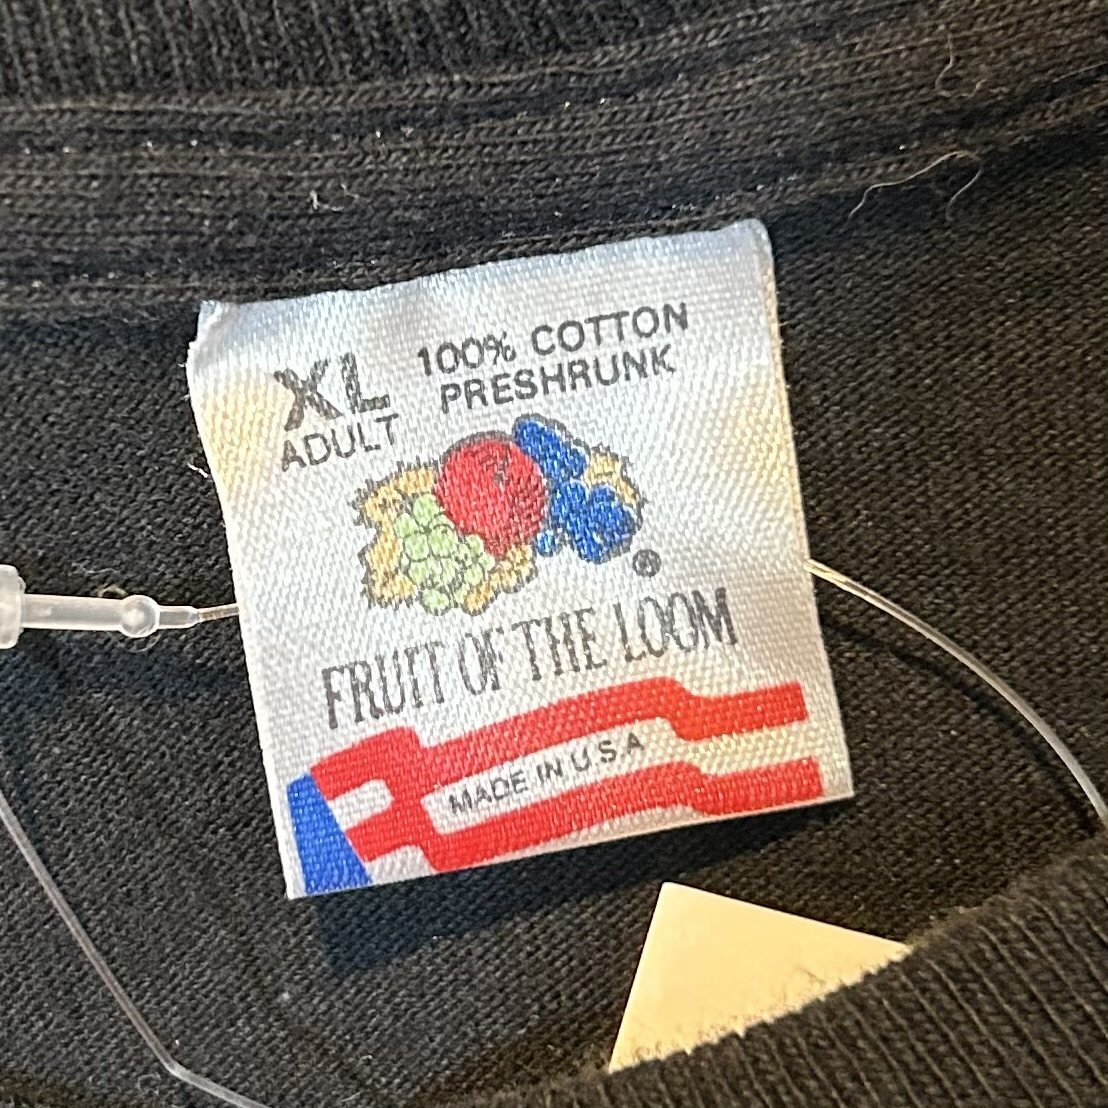 XL
ADULT
100% COTTON
PRESHRUNK
®
FRUIT OF THE LOOM
MADE IN U.S.A